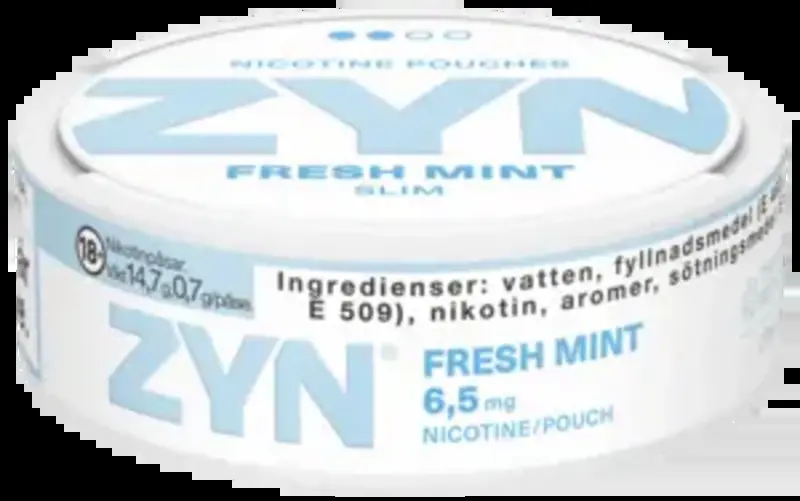 NICOTINE POUCHES
ZYN
FRESH MINT
SLIM
18+
Nikotinpåsar
14,7 g 0,7 g/påse
Ingredienser: vatten, fyllnadsmedel (E
E 509), nikotin, aromer, sötningsmedel
ZYN
FRESH MINT
6,5 mg
NICOTINE/POUCH